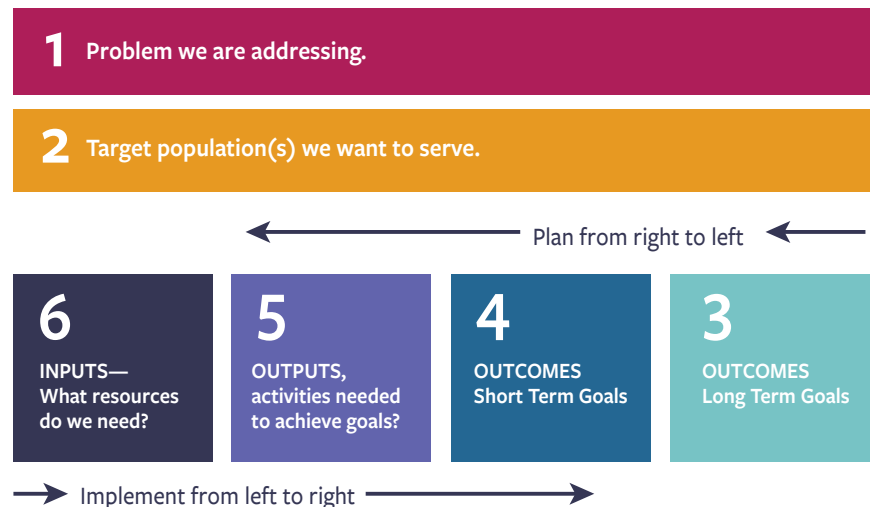 1 Problem we are addressing.
2 Target population(s) we want to serve.
Plan from right to left
6
INPUTS—
What resources
do we need?
5
OUTPUTS,
activities needed
to achieve goals?
4
OUTCOMES
Short Term Goals
3
OUTCOMES
Long Term Goals
Implement from left to right